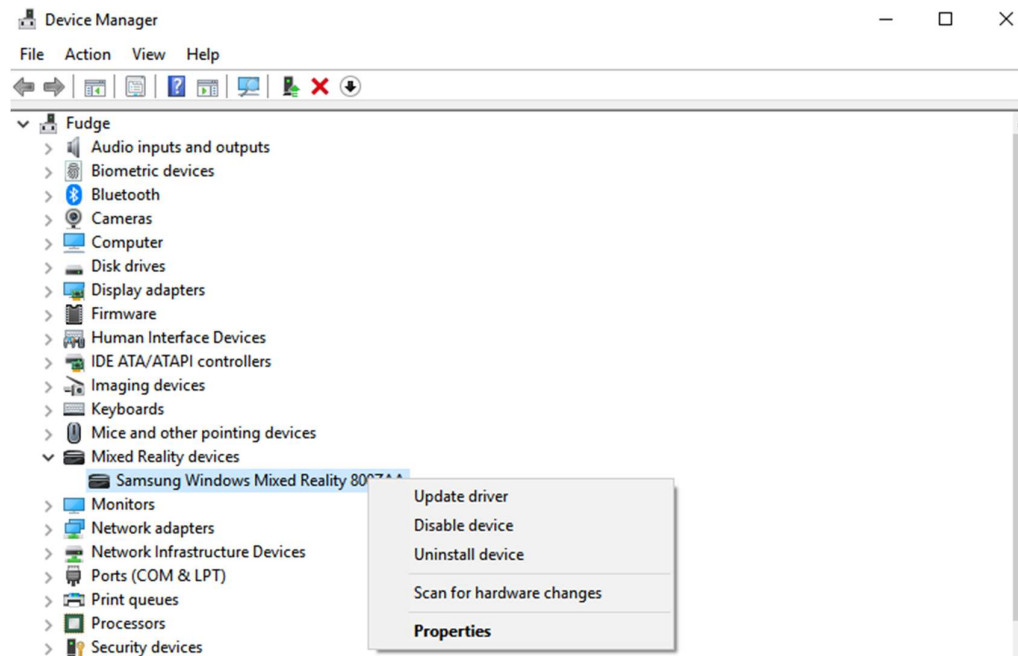 Device Manager
File Action View Help
Fudge
Audio inputs and outputs
Biometric devices
Bluetooth
Cameras
Computer
Disk drives
Display adapters
Firmware
Human Interface Devices
IDE ATA/ATAPI controllers
Imaging devices
Keyboards
Mice and other pointing devices
Mixed Reality devices
Samsung Windows Mixed Reality
Update driver
Disable device
Uninstall device
Scan for hardware changes
Properties
Monitors
Network adapters
Network Infrastructure Devices
Ports (COM & LPT)
Print queues
Processors
Security devices